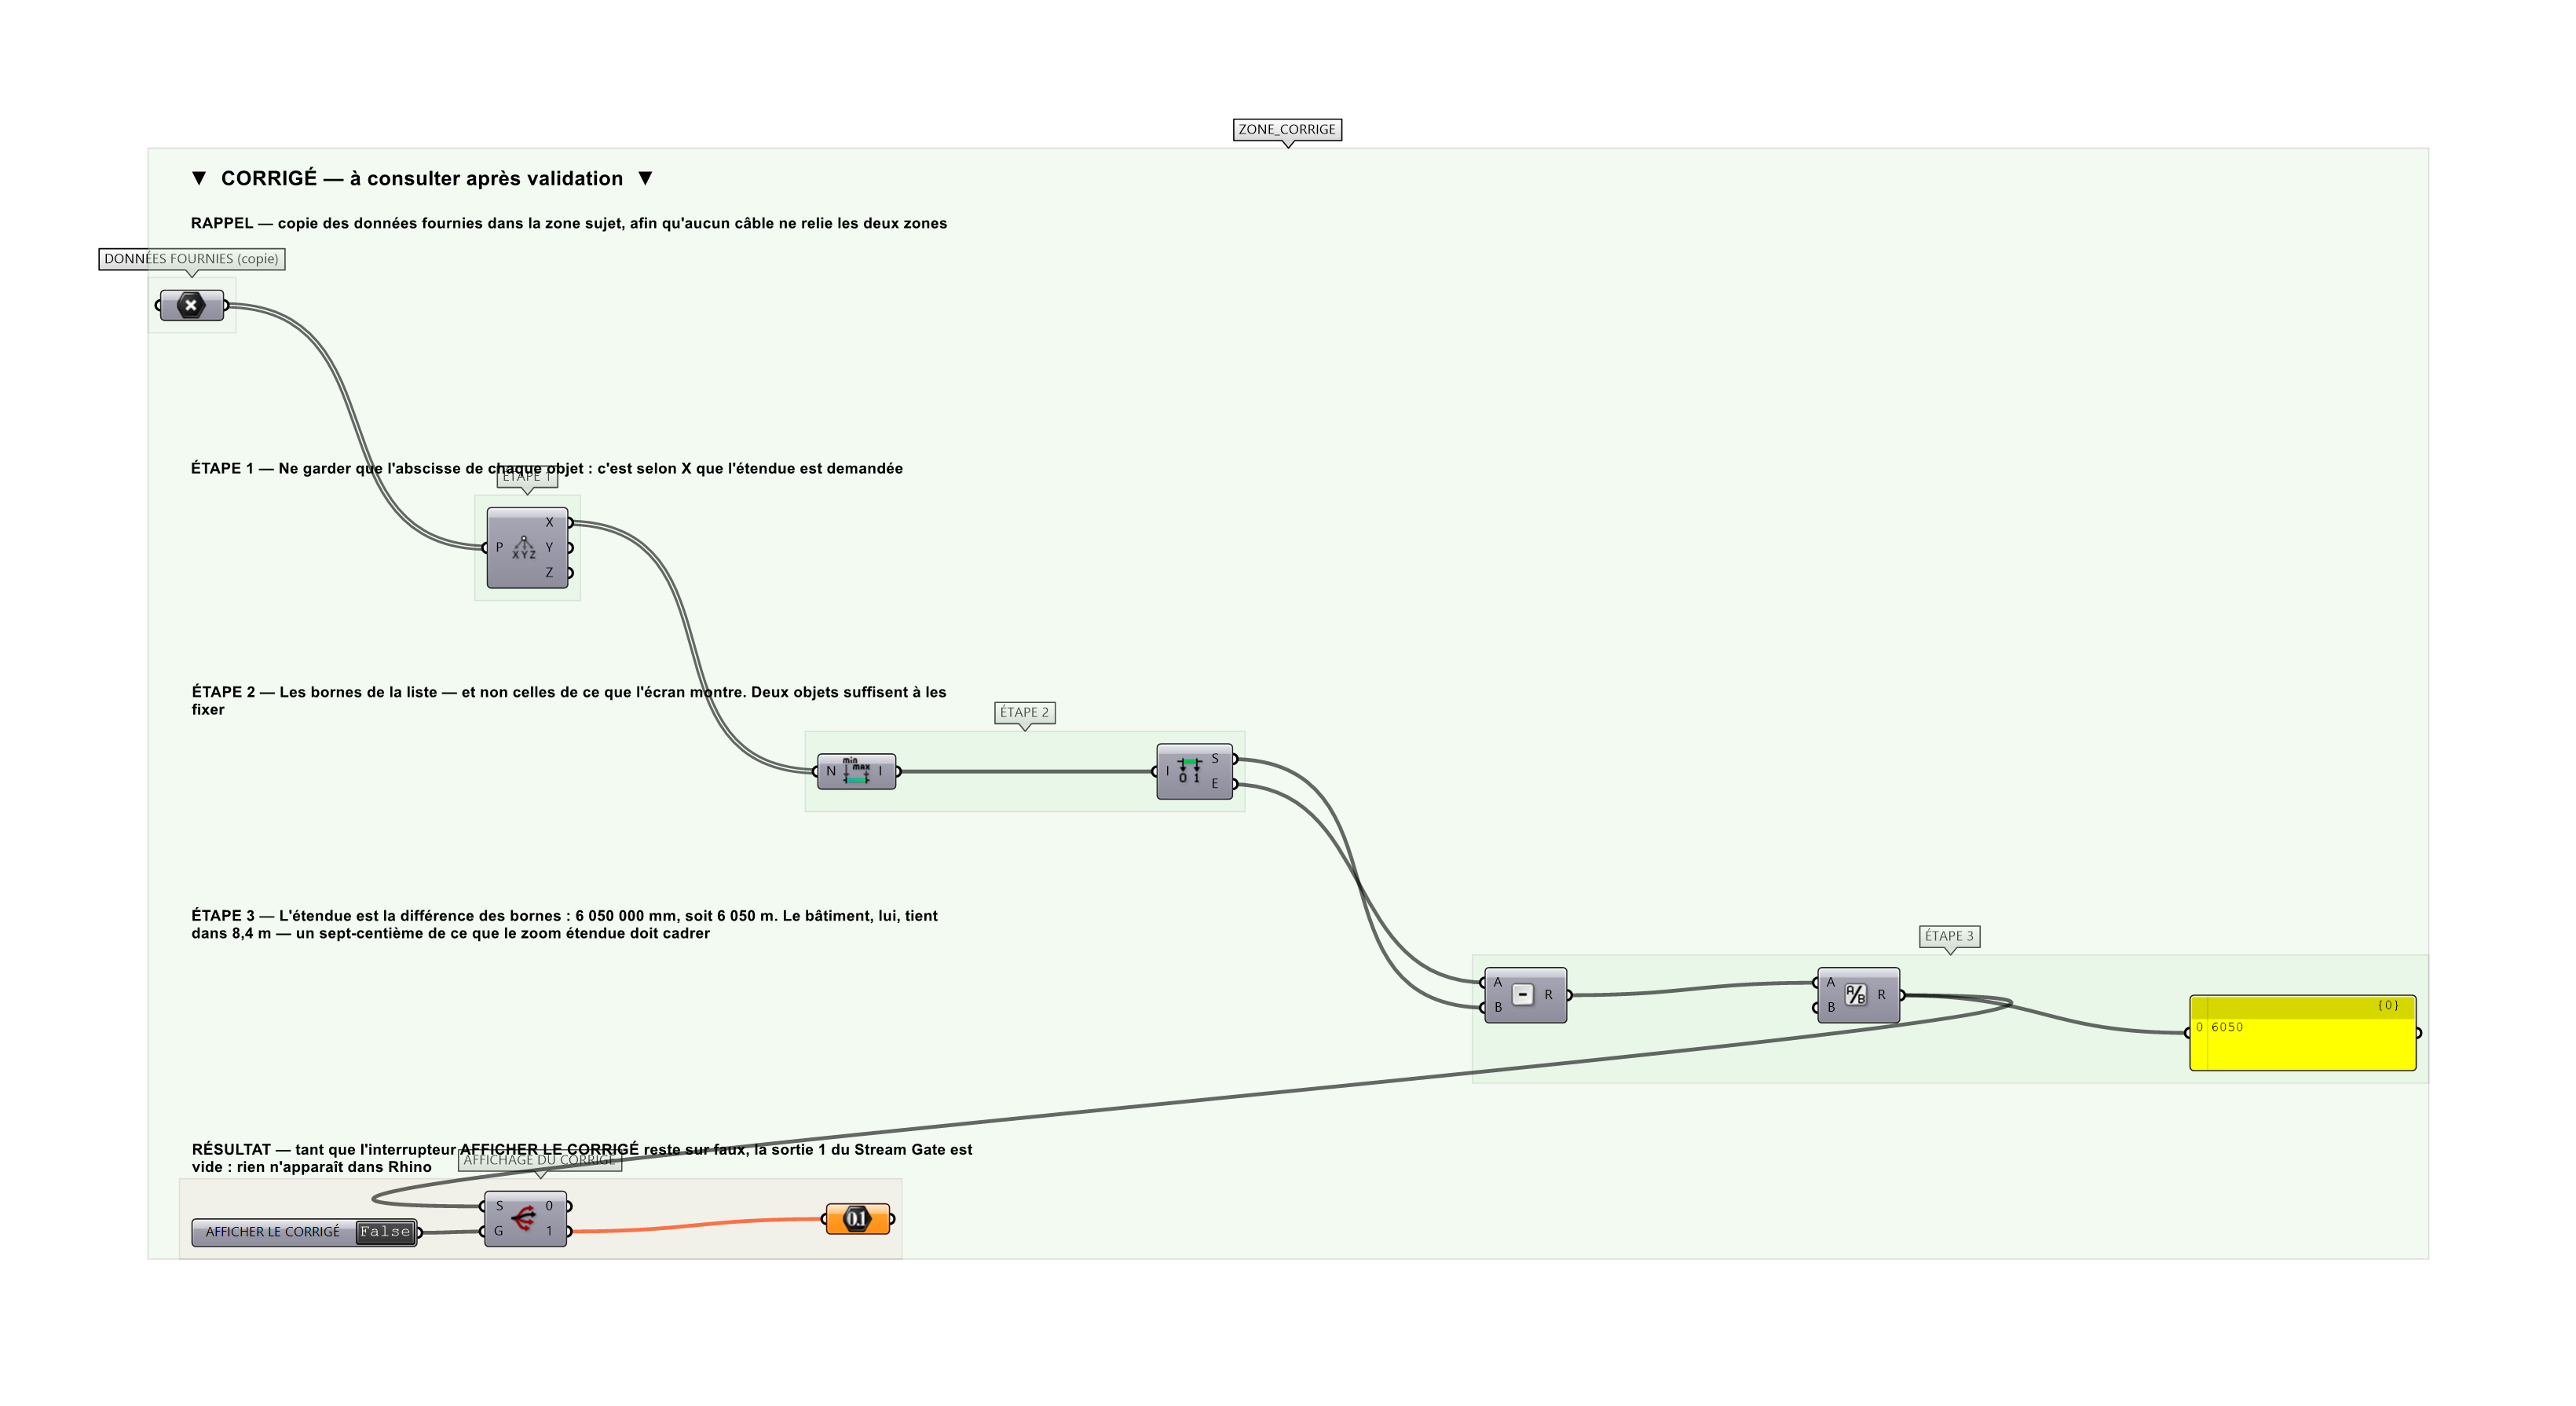 ZONE_CORRIGE
▼ CORRIGÉ — à consulter après validation ▼
RAPPEL — copie des données fournies dans la zone sujet, afin qu'aucun câble ne relie les deux zones
DONNÉES FOURNIES (copie)
ÉTAPE 1 — Ne garder que l'abscisse de chaque objet : c'est selon X que l'étendue est demandée
ÉTAPE 1
X
P XYZ Y
Z
ÉTAPE 2 — Les bornes de la liste — et non celles de ce que l'écran montre. Deux objets suffisent à les
fixer
ÉTAPE 2
N min max I
I 0 1 S
E
ÉTAPE 3 — L'étendue est la différence des bornes : 6 050 000 mm, soit 6 050 m. Le bâtiment, lui, tient
dans 8,4 m — un sept-centième de ce que le zoom étendue doit cadrer
ÉTAPE 3
A - R
B
A A/B R
B
{0}
0 6050
RÉSULTAT — tant que l'interrupteur AFFICHER LE CORRIGÉ reste sur faux, la sortie 1 du Stream Gate est
vide : rien n'apparaît dans Rhino
AFFICHAGE DU CORRIGÉ
S 0
G 1
AFFICHER LE CORRIGÉ False
0.1